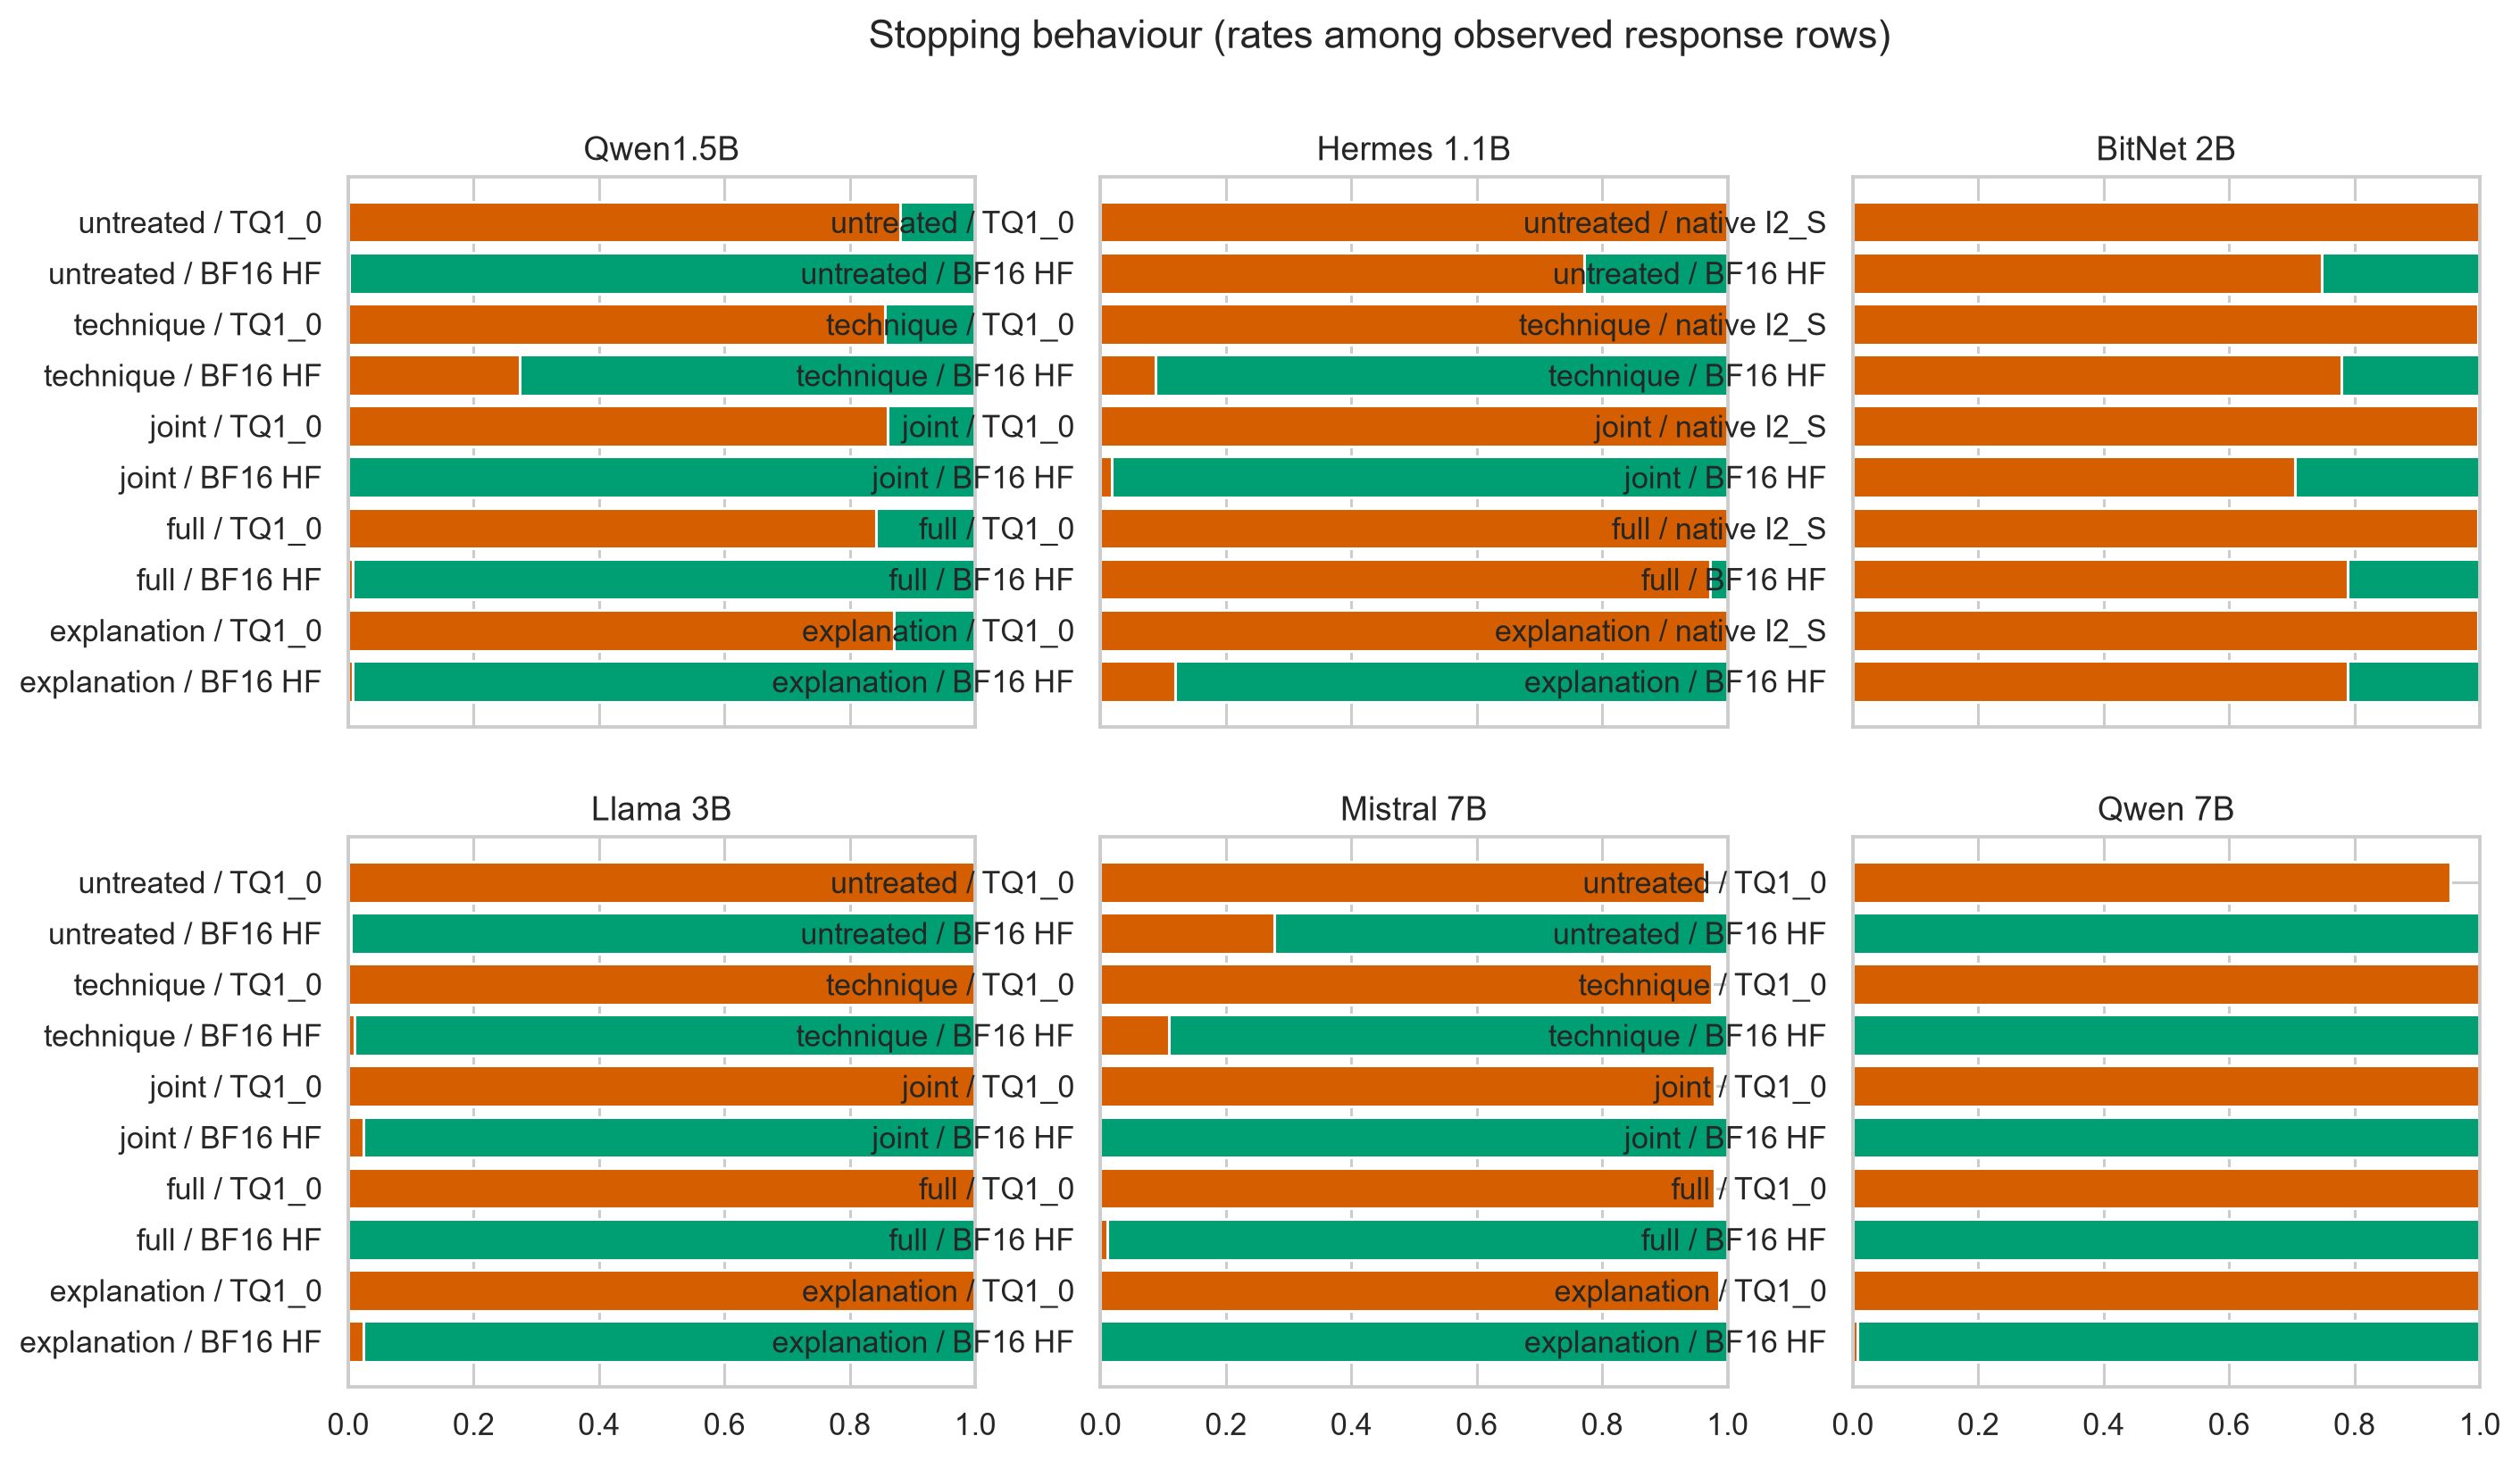 Stopping behaviour (rates among observed response rows)
Qwen1.5B
untreated / TQ1_0
untreated / BF16 HF
technique / TQ1_0
technique / BF16 HF
joint / TQ1_0
joint / BF16 HF
full / TQ1_0
full / BF16 HF
explanation / TQ1_0
explanation / BF16 HF
Hermes 1.1B
untreated / TQ1_0
untreated / BF16 HF
technique / TQ1_0
technique / BF16 HF
joint / TQ1_0
joint / BF16 HF
full / TQ1_0
full / BF16 HF
explanation / TQ1_0
explanation / BF16 HF
BitNet 2B
untreated / native I2_S
untreated / BF16 HF
technique / native I2_S
technique / BF16 HF
joint / native I2_S
joint / BF16 HF
full / native I2_S
full / BF16 HF
explanation / native I2_S
explanation / BF16 HF
Llama 3B
untreated / TQ1_0
untreated / BF16 HF
technique / TQ1_0
technique / BF16 HF
joint / TQ1_0
joint / BF16 HF
full / TQ1_0
full / BF16 HF
explanation / TQ1_0
explanation / BF16 HF
0.0 0.2 0.4 0.6 0.8 1.0
Mistral 7B
untreated / TQ1_0
untreated / BF16 HF
technique / TQ1_0
technique / BF16 HF
joint / TQ1_0
joint / BF16 HF
full / TQ1_0
full / BF16 HF
explanation / TQ1_0
explanation / BF16 HF
0.0 0.2 0.4 0.6 0.8 1.0
Qwen 7B
untreated / TQ1_0
untreated / BF16 HF
technique / TQ1_0
technique / BF16 HF
joint / TQ1_0
joint / BF16 HF
full / TQ1_0
full / BF16 HF
explanation / TQ1_0
explanation / BF16 HF
0.0 0.2 0.4 0.6 0.8 1.0